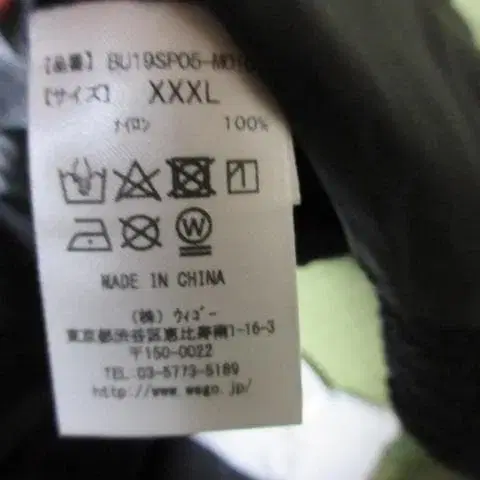 【品番】 BU19SP05-MO
【サイズ】 XXXL
ナイロン 100%
W
MADE IN CHINA
(株) ウィゴー
東京都渋谷区恵比寿南1-16-3
〒150-0022
TEL.03-5773-5189
http://www.wego.jp/